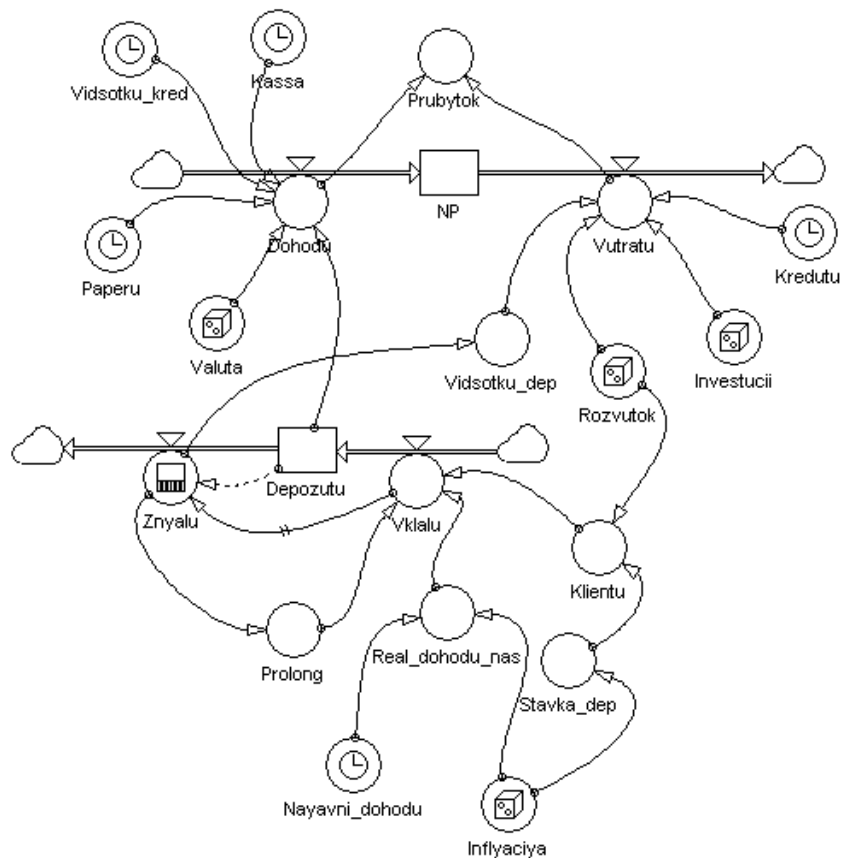 Vidsotku_kred
Kassa
Prubytok
NP
Dohodu
Vutratu
Paperu
Kredutu
Valuta
Vidsotku_dep
Rozvutok
Investucii
Znyalu
Depozutu
Vklalu
Klientu
Prolong
Real_dohodu_nas
Stavka_dep
Nayavni_dohodu
Inflyaciya